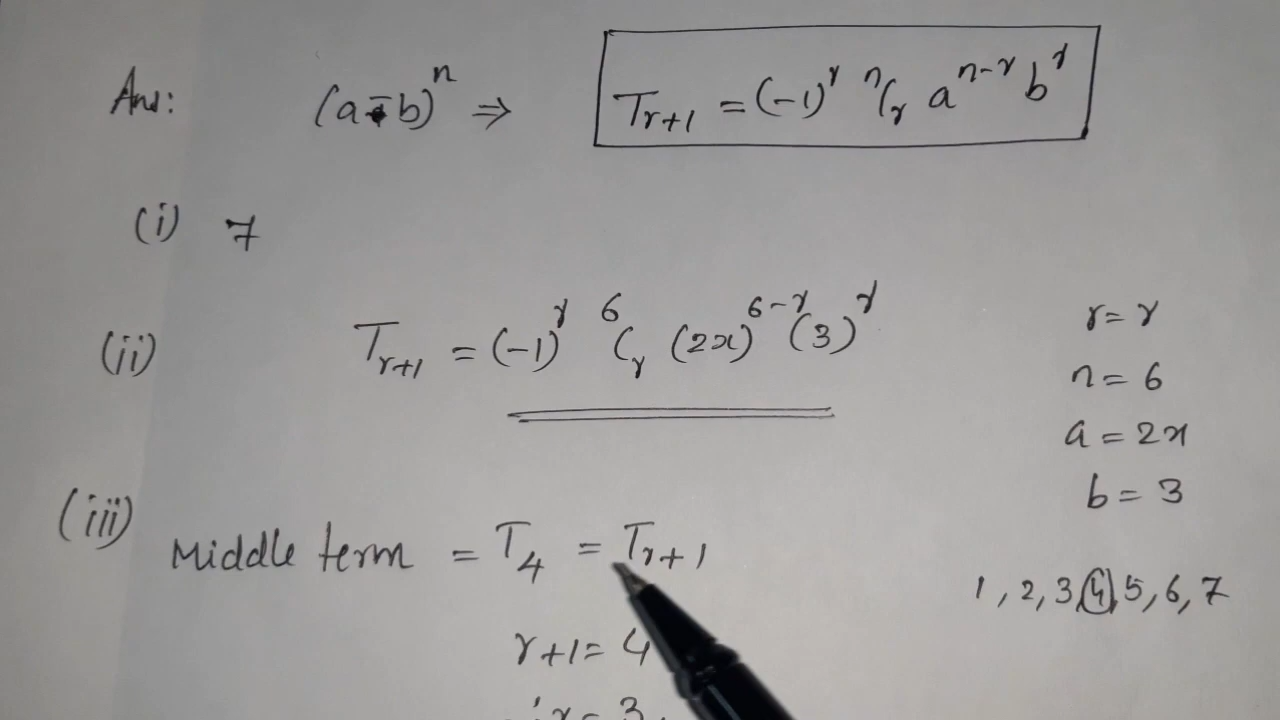 Ans: (a-b)^n ⇒ T_{r+1} = (-1)^r ^nC_r a^{n-r} b^r
(i) 7
(ii) T_{r+1} = (-1)^r ^6C_r (2x)^{6-r} (3)^r
r = r
n = 6
a = 2x
b = 3
(iii) Middle term = T_4 = T_{r+1}
1, 2, 3, 4, 5, 6, 7
r+1 = 4
r = 3